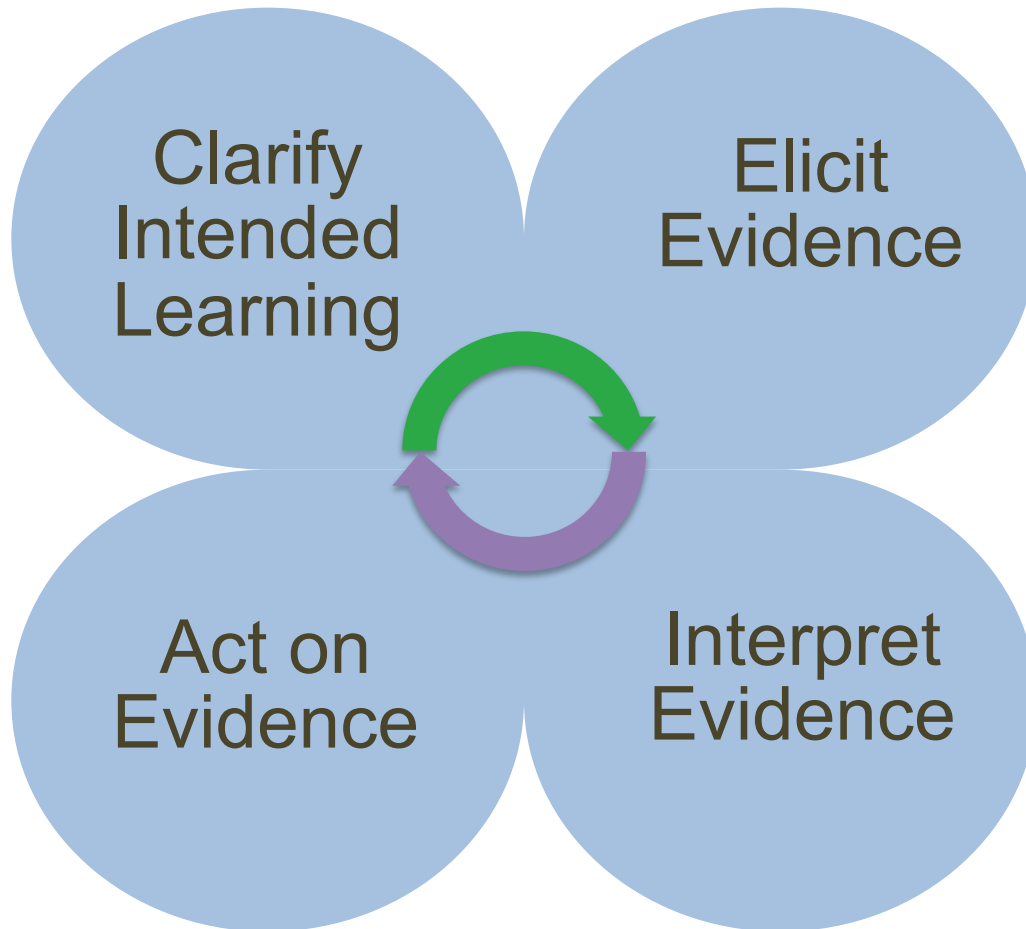 Clarify
Intended
Learning
Elicit
Evidence
Act on
Evidence
Interpret
Evidence